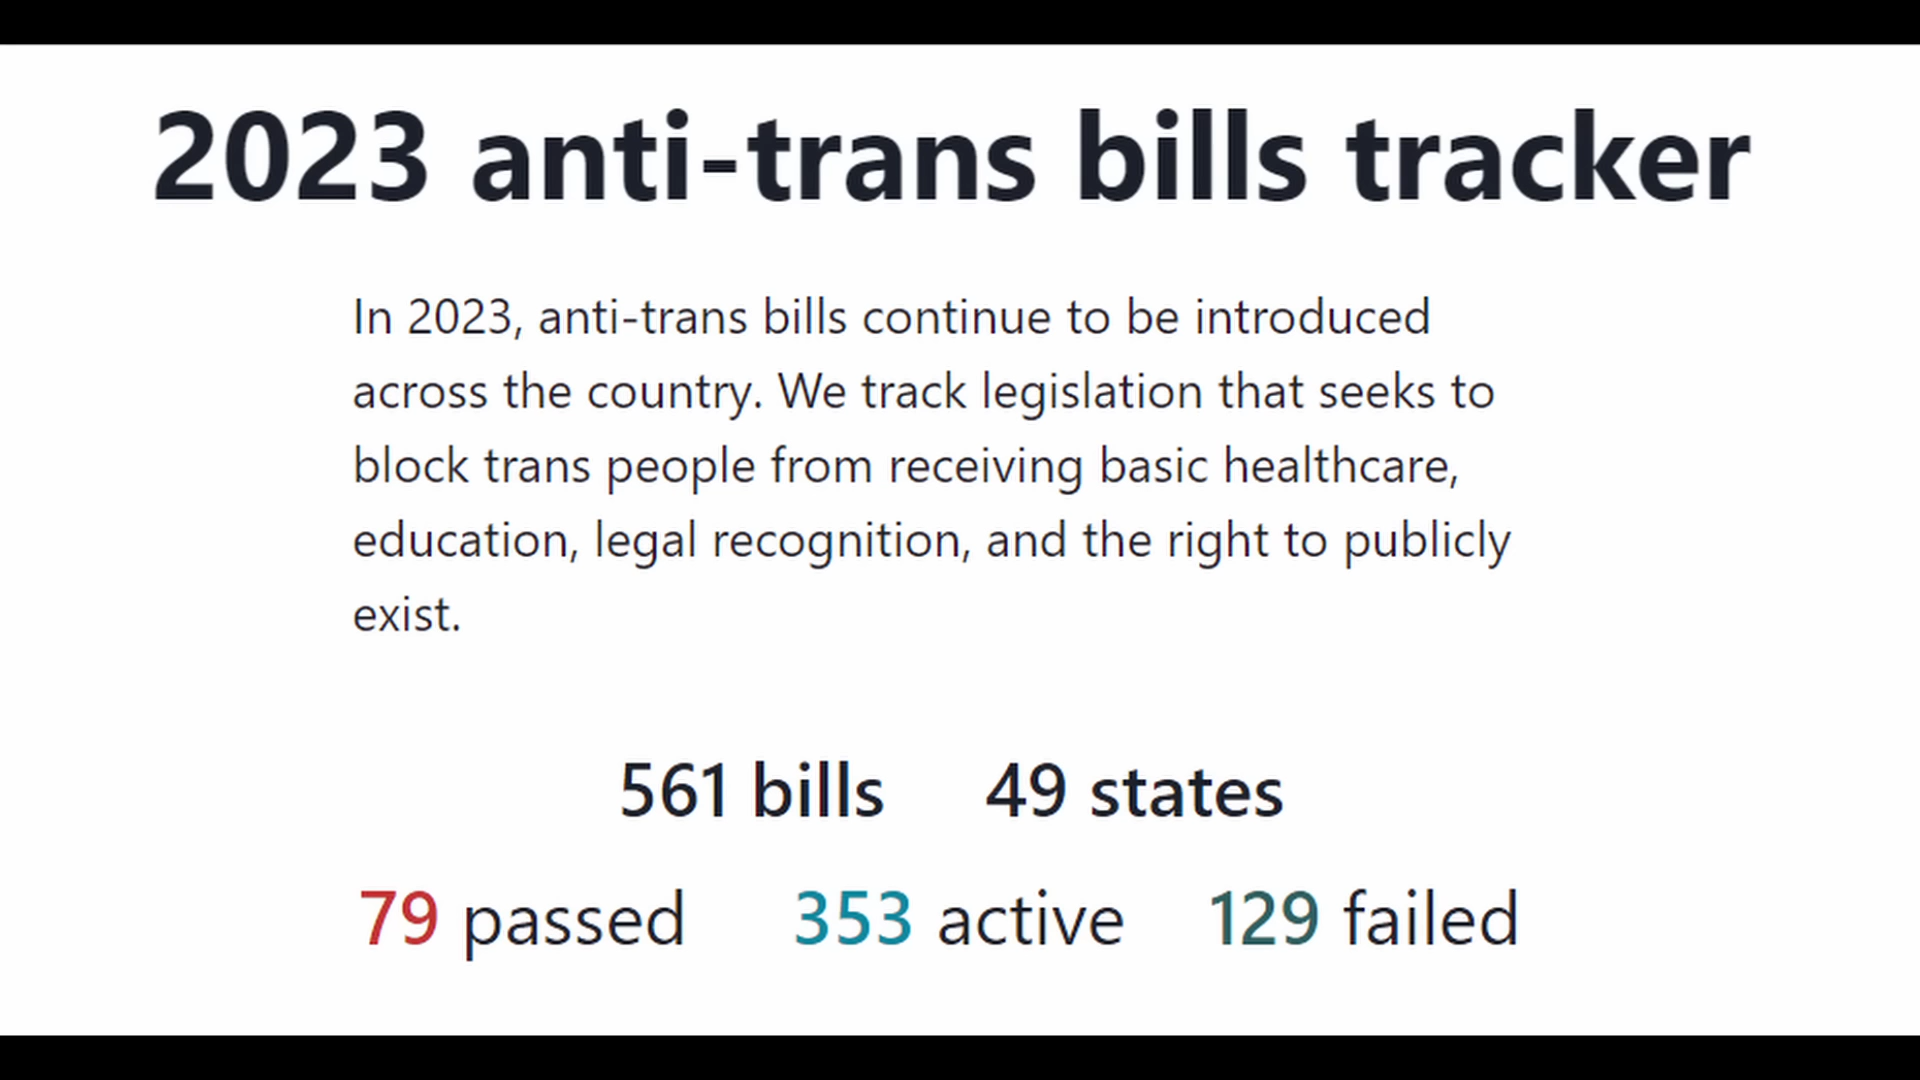 2023 anti-trans bills tracker
In 2023, anti-trans bills continue to be introduced
across the country. We track legislation that seeks to
block trans people from receiving basic healthcare,
education, legal recognition, and the right to publicly
exist.
561 bills 49 states
79 passed 353 active 129 failed